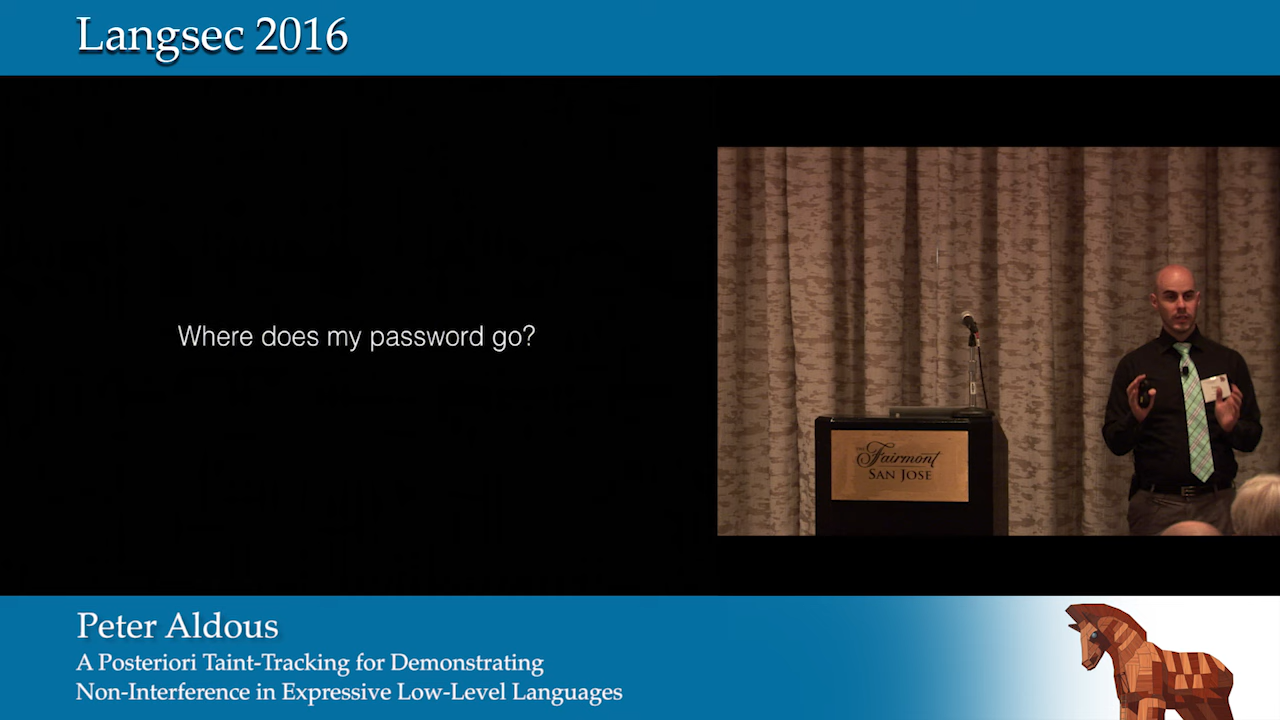 Langsec 2016
Where does my password go?
THE Fairmont
SAN JOSE
Peter Aldous
A Posteriori Taint-Tracking for Demonstrating
Non-Interference in Expressive Low-Level Languages